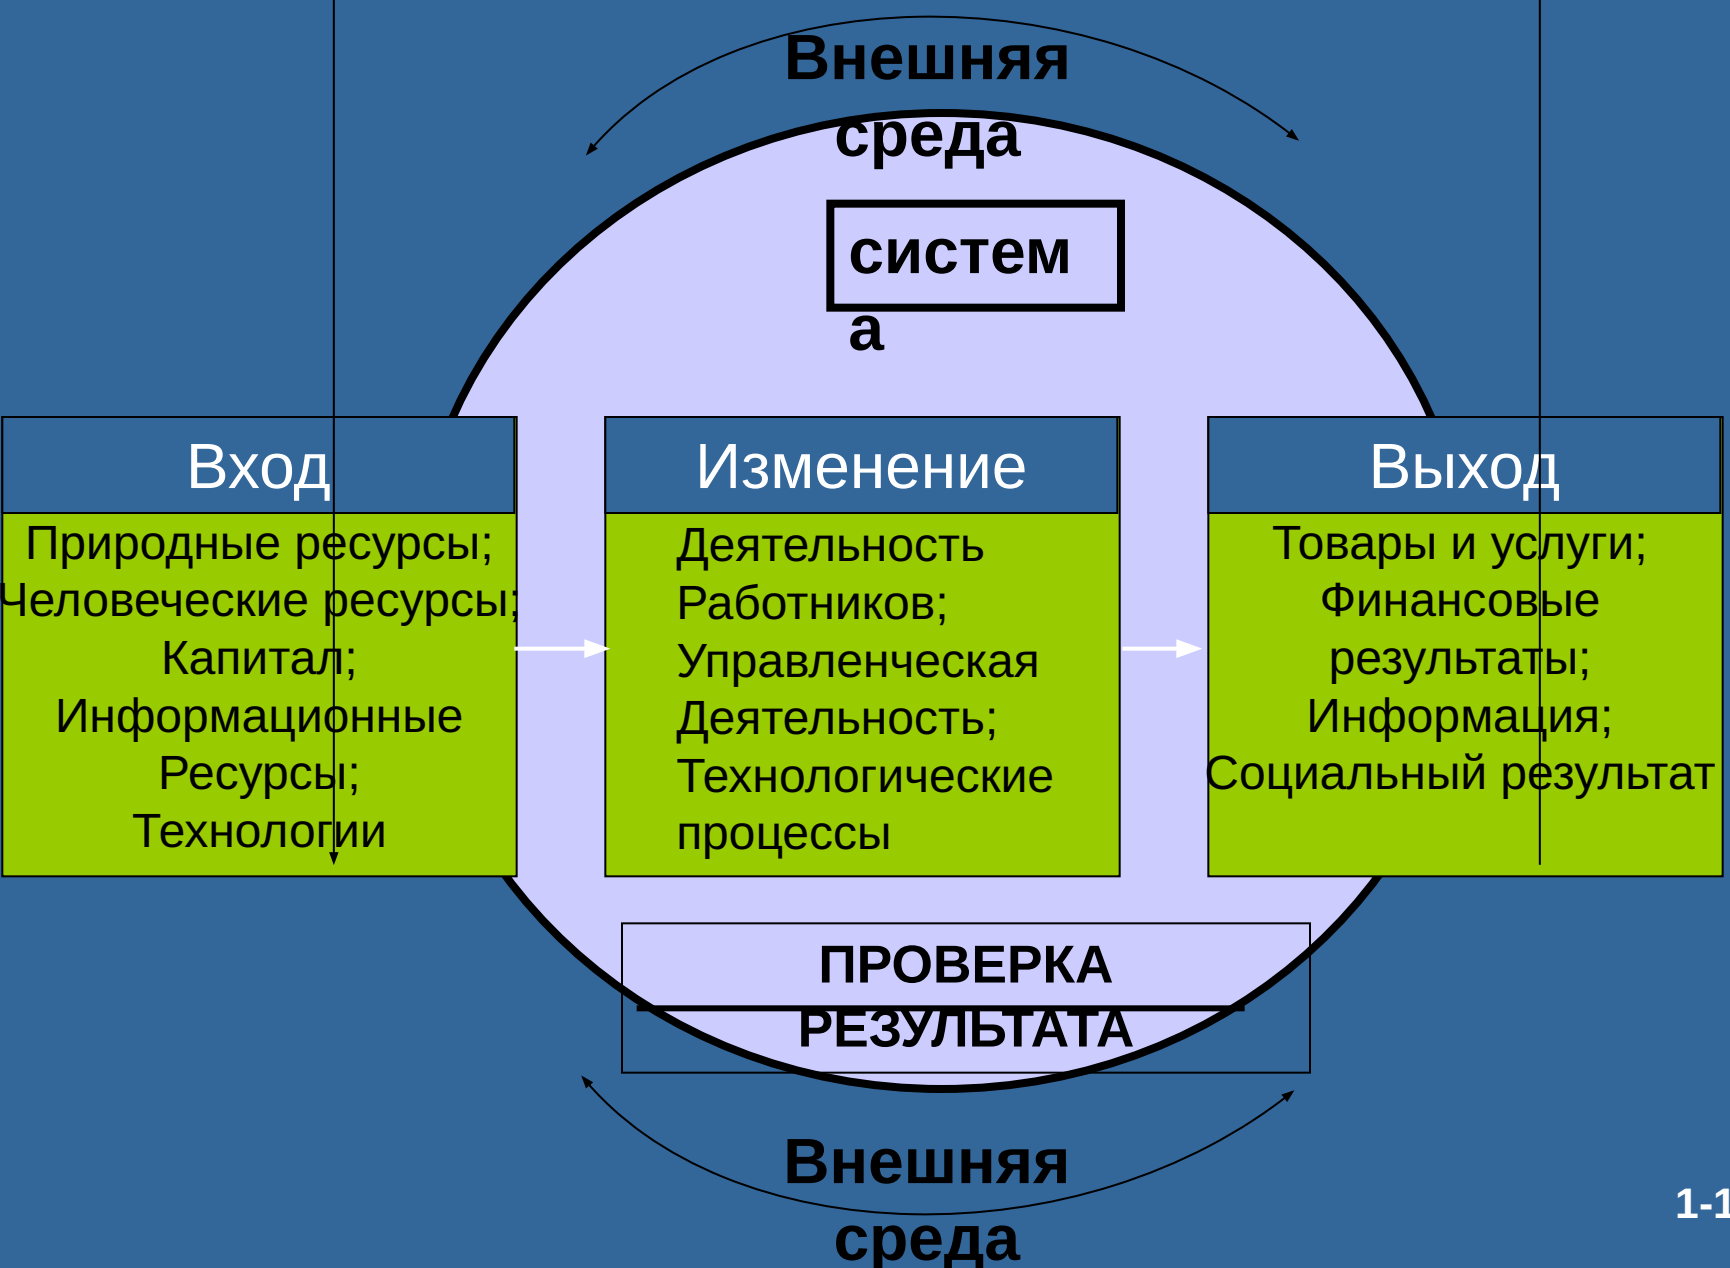 Внешняя
среда
систем
а
Вход
Природные ресурсы;
Человеческие ресурсы;
Капитал;
Информационные
Ресурсы;
Технологии
Изменение
Деятельность
Работников;
Управленческая
Деятельность;
Технологические
процессы
Выход
Товары и услуги;
Финансовые
результаты;
Информация;
Социальный результат
ПРОВЕРКА
РЕЗУЛЬТАТА
Внешняя
среда
1-1